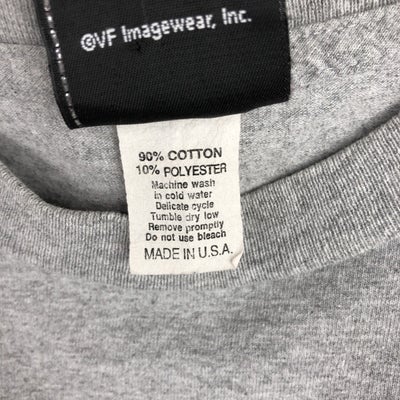 ©VF Imagewear, Inc.
90% COTTON
10% POLYESTER
Machine wash
in cold water
Delicate cycle
Tumble dry low
Remove promptly
Do not use bleach
MADE IN U.S.A.